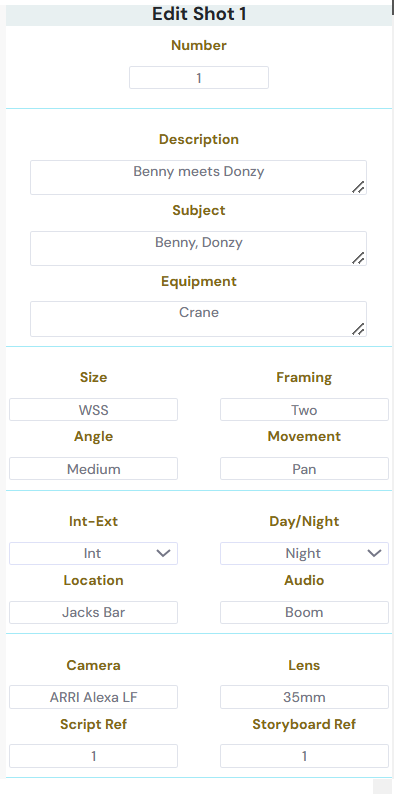 Edit Shot 1
Number
1
Description
Benny meets Donzy
Subject
Benny, Donzy
Equipment
Crane
Size Framing
WSS Two
Angle Movement
Medium Pan
Int-Ext Day/Night
Int Night
Location Audio
Jacks Bar Boom
Camera Lens
ARRI Alexa LF 35mm
Script Ref Storyboard Ref
1 1